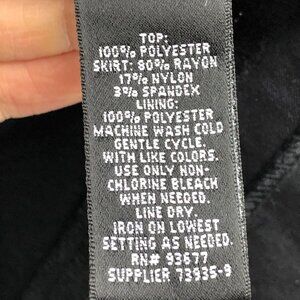 TOP:
100% POLYESTER
SKIRT: 80% RAYON
17% NYLON
3% SPANDEX
LINING:
100% POLYESTER
MACHINE WASH COLD
GENTLE CYCLE.
WITH LIKE COLORS.
USE ONLY NON-
CHLORINE BLEACH
WHEN NEEDED.
LINE DRY.
IRON ON LOWEST
SETTING AS NEEDED.
RN# 93677
SUPPLIER 73935-9